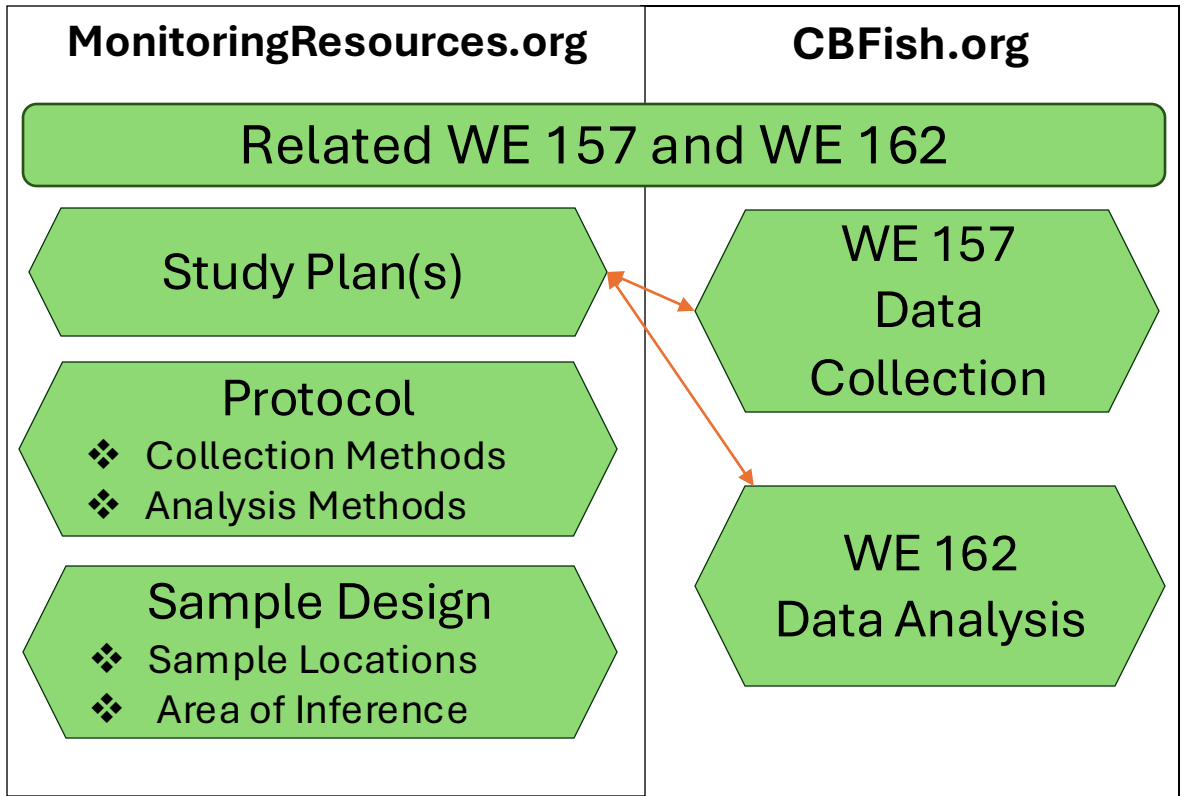 MonitoringResources.org
CBFish.org
Related WE 157 and WE 162
Study Plan(s)
Protocol
❖ Collection Methods
❖ Analysis Methods
Sample Design
❖ Sample Locations
❖ Area of Inference
WE 157
Data
Collection
WE 162
Data Analysis